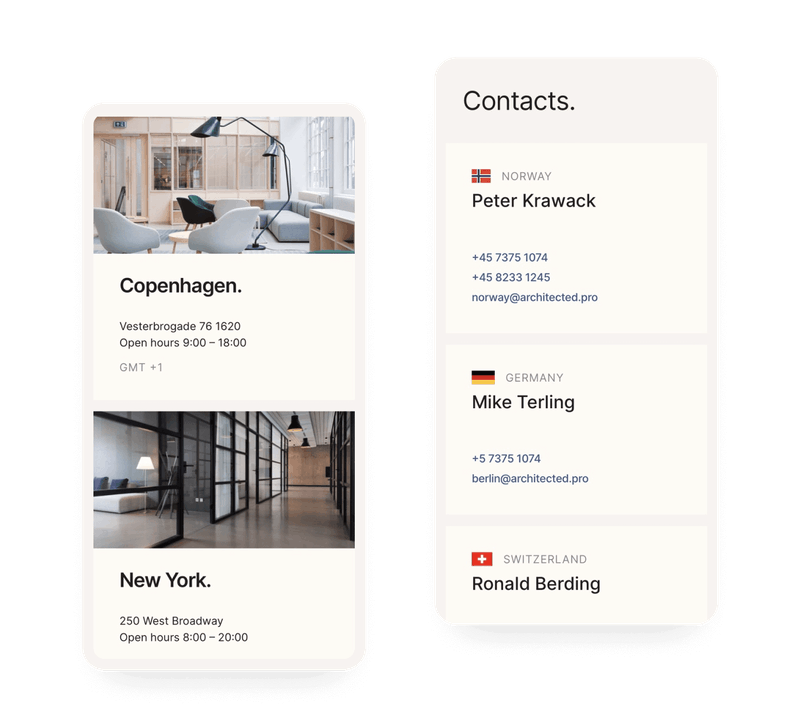 Copenhagen.
Vesterbrogade 76 1620
Open hours 9:00 – 18:00
GMT +1
New York.
250 West Broadway
Open hours 8:00 – 20:00
Contacts.
NORWAY
Peter Krawack
+45 7375 1074
+45 8233 1245
norway@architected.pro
GERMANY
Mike Terling
+5 7375 1074
berlin@architected.pro
SWITZERLAND
Ronald Berding